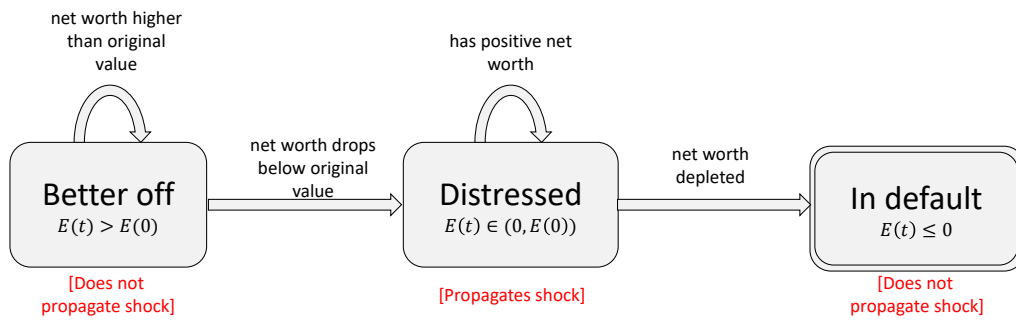 net worth higher
than original
value
has positive net
worth
net worth drops
below original
value
net worth
depleted
Better off
E(t) > E(0)
Distressed
E(t) ∈ (0, E(0))
In default
E(t) ≤ 0
[Does not
propagate shock]
[Propagates shock]
[Does not
propagate shock]